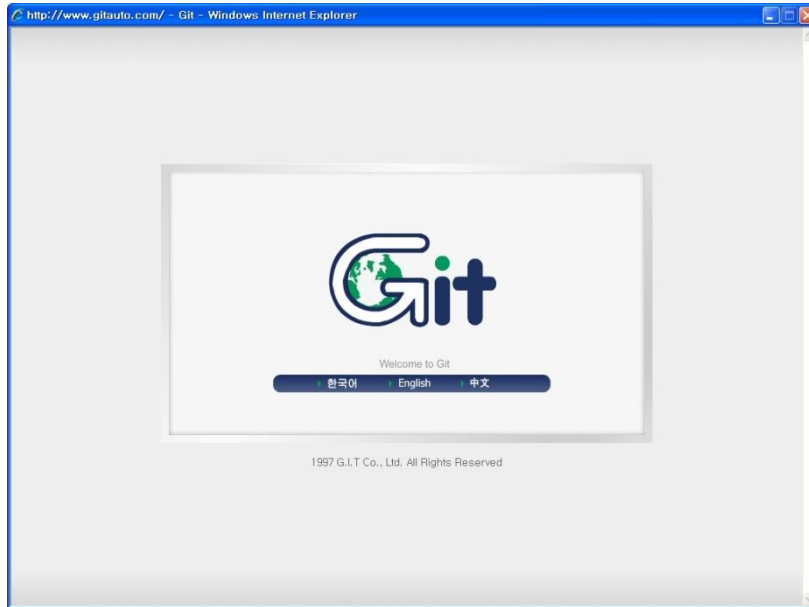 http://www.gitauto.com/ - Git - Windows Internet Explorer
Git
Welcome to Git
한국어 English 中文
1997 G.I.T Co., Ltd. All Rights Reserved